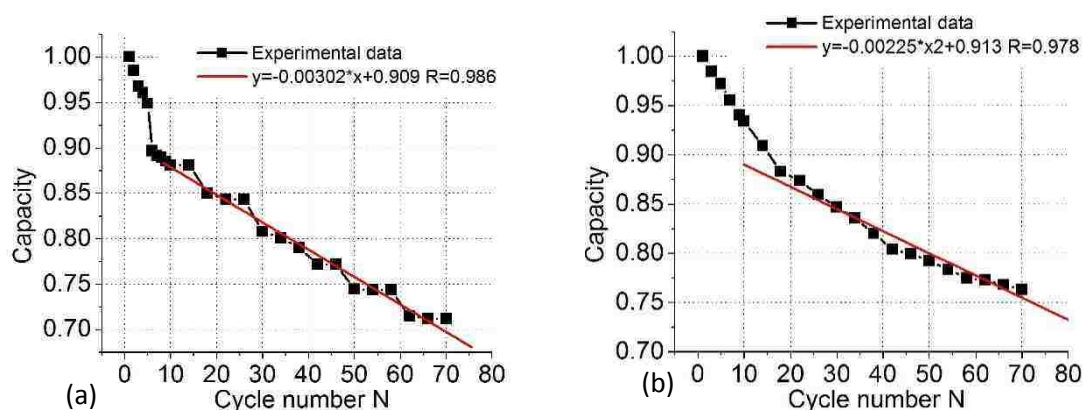 Experimental data
y=-0.00302*x+0.909 R=0.986
1.00
0.95
0.90
0.85
0.80
0.75
0.70
Capacity
0 10 20 30 40 50 60 70 80
Cycle number N
(a)
Experimental data
y=-0.00225*x2+0.913 R=0.978
1.00
0.95
0.90
0.85
0.80
0.75
0.70
Capacity
0 10 20 30 40 50 60 70 80
Cycle number N
(b)